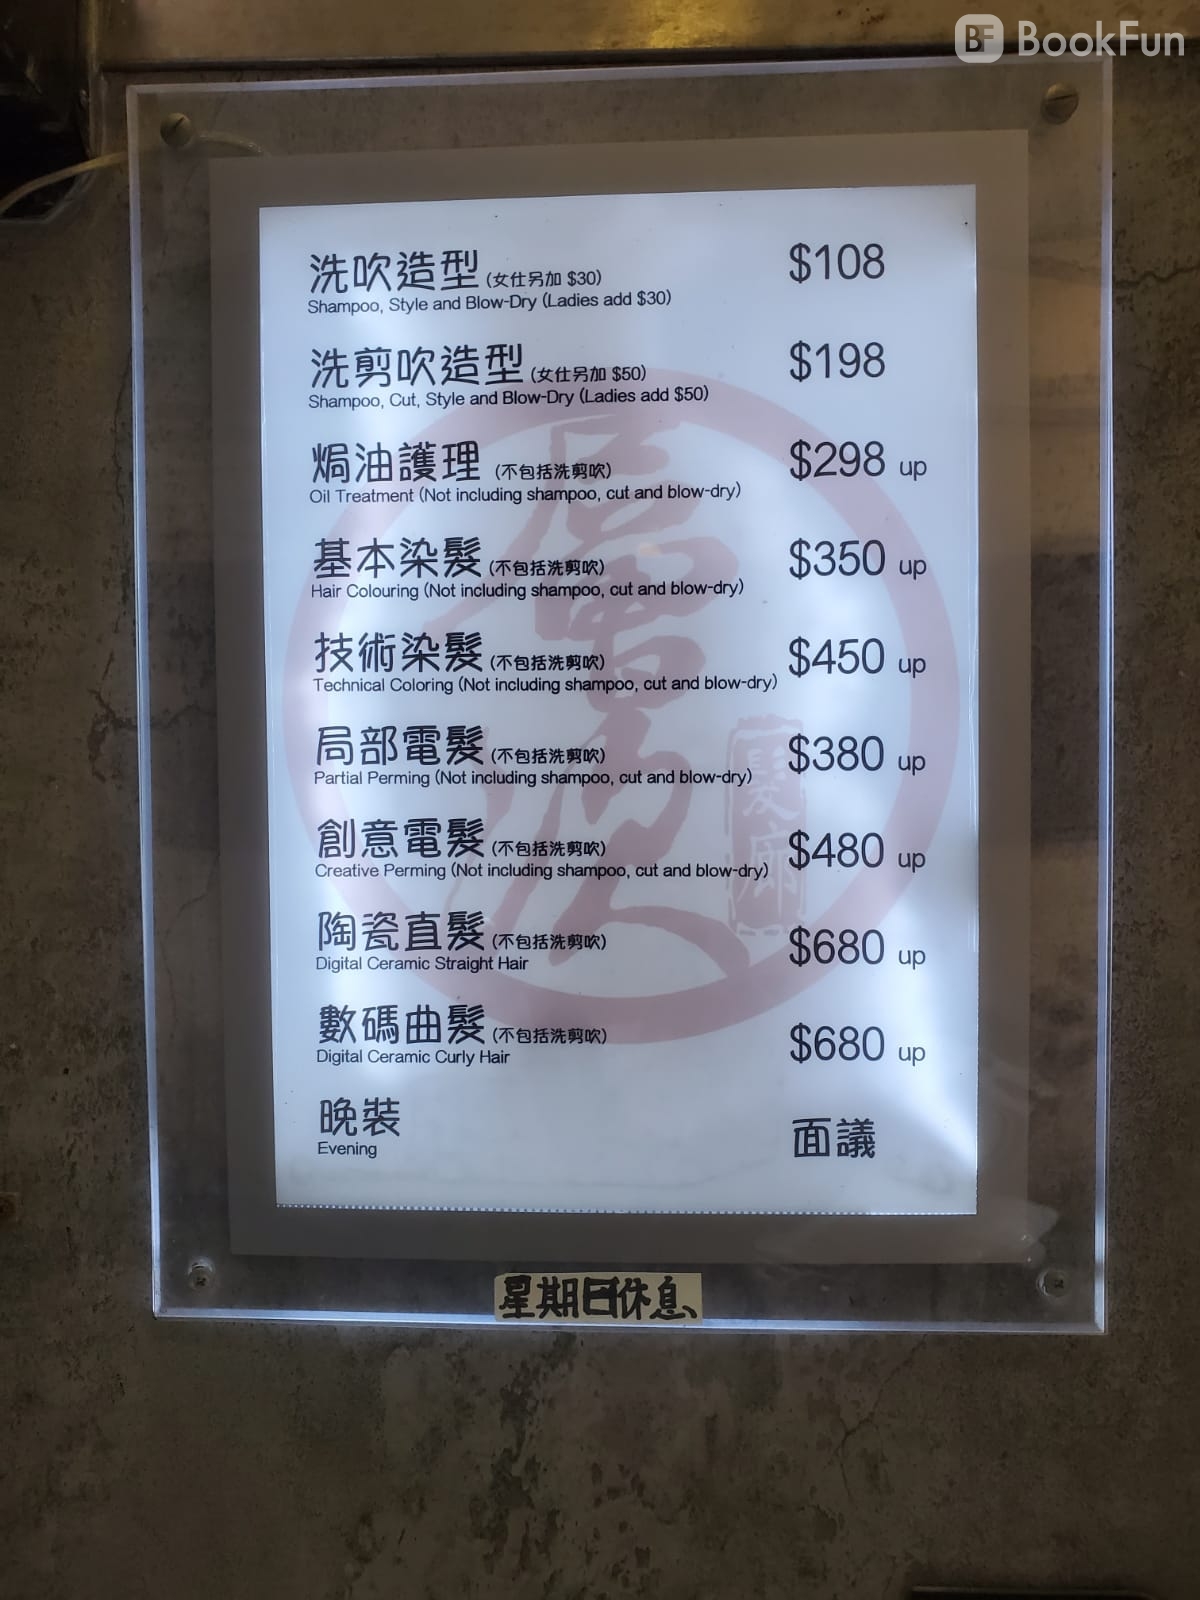 BF BookFun
洗吹造型 (女仕另加 $30) $108
Shampoo, Style and Blow-Dry (Ladies add $30)
洗剪吹造型 (女仕另加 $50) $198
Shampoo, Cut, Style and Blow-Dry (Ladies add $50)
焗油護理 (不包括洗剪吹) $298 up
Oil Treatment (Not including shampoo, cut and blow-dry)
基本染髮 (不包括洗剪吹) $350 up
Hair Colouring (Not including shampoo, cut and blow-dry)
技術染髮 (不包括洗剪吹) $450 up
Technical Coloring (Not including shampoo, cut and blow-dry)
局部電髮 (不包括洗剪吹) $380 up
Partial Perming (Not including shampoo, cut and blow-dry)
創意電髮 (不包括洗剪吹) $480 up
Creative Perming (Not including shampoo, cut and blow-dry)
陶瓷直髮 (不包括洗剪吹) $680 up
Digital Ceramic Straight Hair
數碼曲髮 (不包括洗剪吹) $680 up
Digital Ceramic Curly Hair
晚裝 面議
Evening
星期日休息